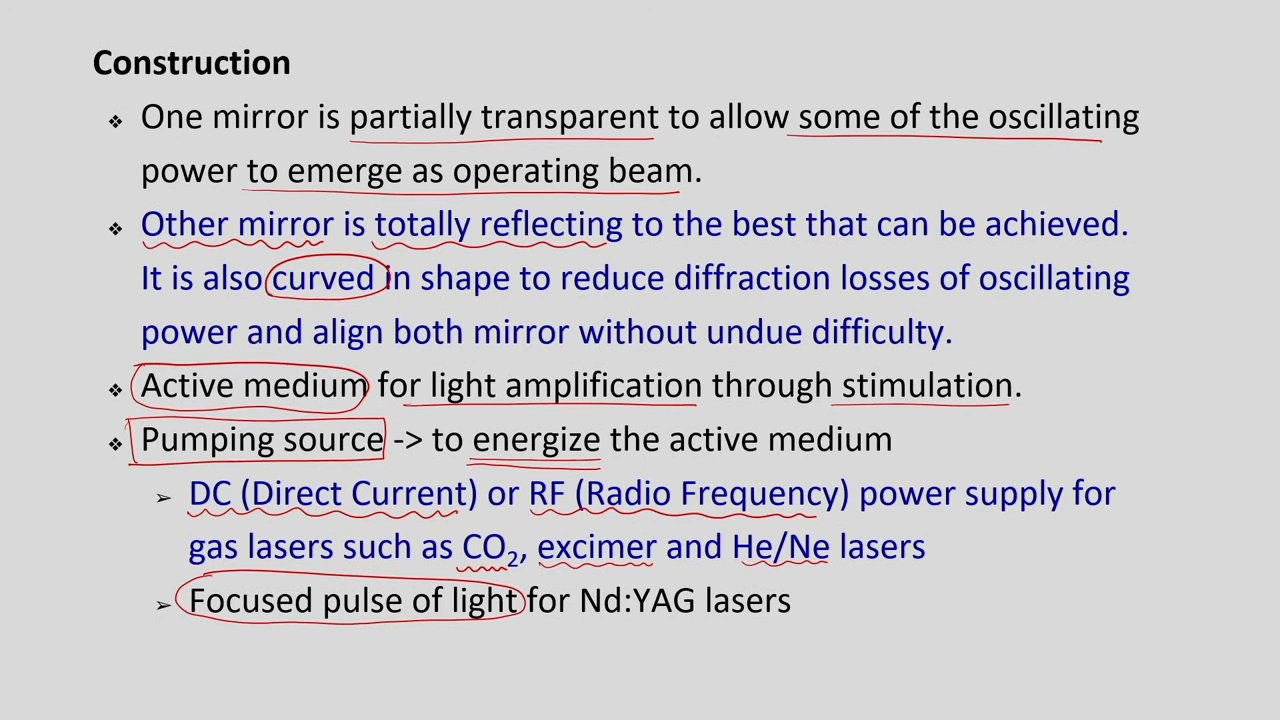 Construction
❖ One mirror is partially transparent to allow some of the oscillating
power to emerge as operating beam.
❖ Other mirror is totally reflecting to the best that can be achieved.
It is also curved in shape to reduce diffraction losses of oscillating
power and align both mirror without undue difficulty.
❖ Active medium for light amplification through stimulation.
❖ Pumping source -> to energize the active medium
➢ DC (Direct Current) or RF (Radio Frequency) power supply for
gas lasers such as CO₂, excimer and He/Ne lasers
➢ Focused pulse of light for Nd:YAG lasers